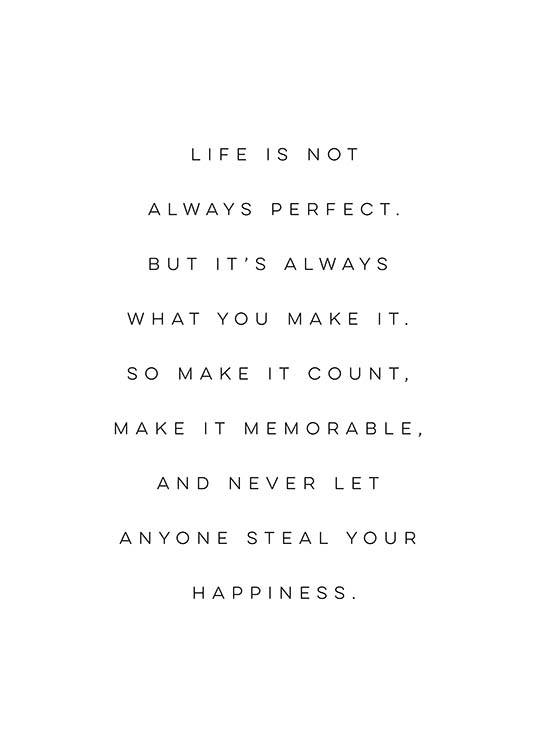 LIFE IS NOT
ALWAYS PERFECT.
BUT IT'S ALWAYS
WHAT YOU MAKE IT.
SO MAKE IT COUNT,
MAKE IT MEMORABLE,
AND NEVER LET
ANYONE STEAL YOUR
HAPPINESS.